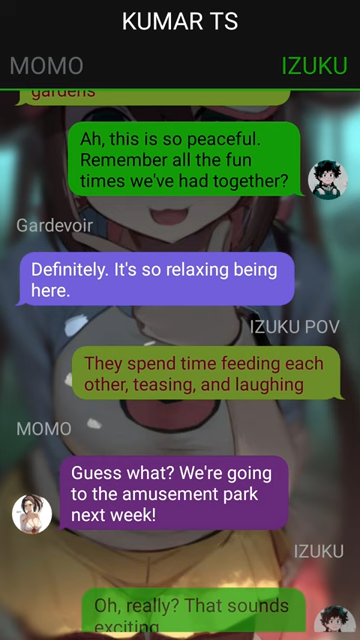 KUMAR TS
MOMO
IZUKU
gardens
Ah, this is so peaceful.
Remember all the fun
times we've had together?
Gardevoir
Definitely. It's so relaxing being
here.
IZUKU POV
They spend time feeding each
other, teasing, and laughing
MOMO
Guess what? We're going
to the amusement park
next week!
IZUKU
Oh, really? That sounds
exciting